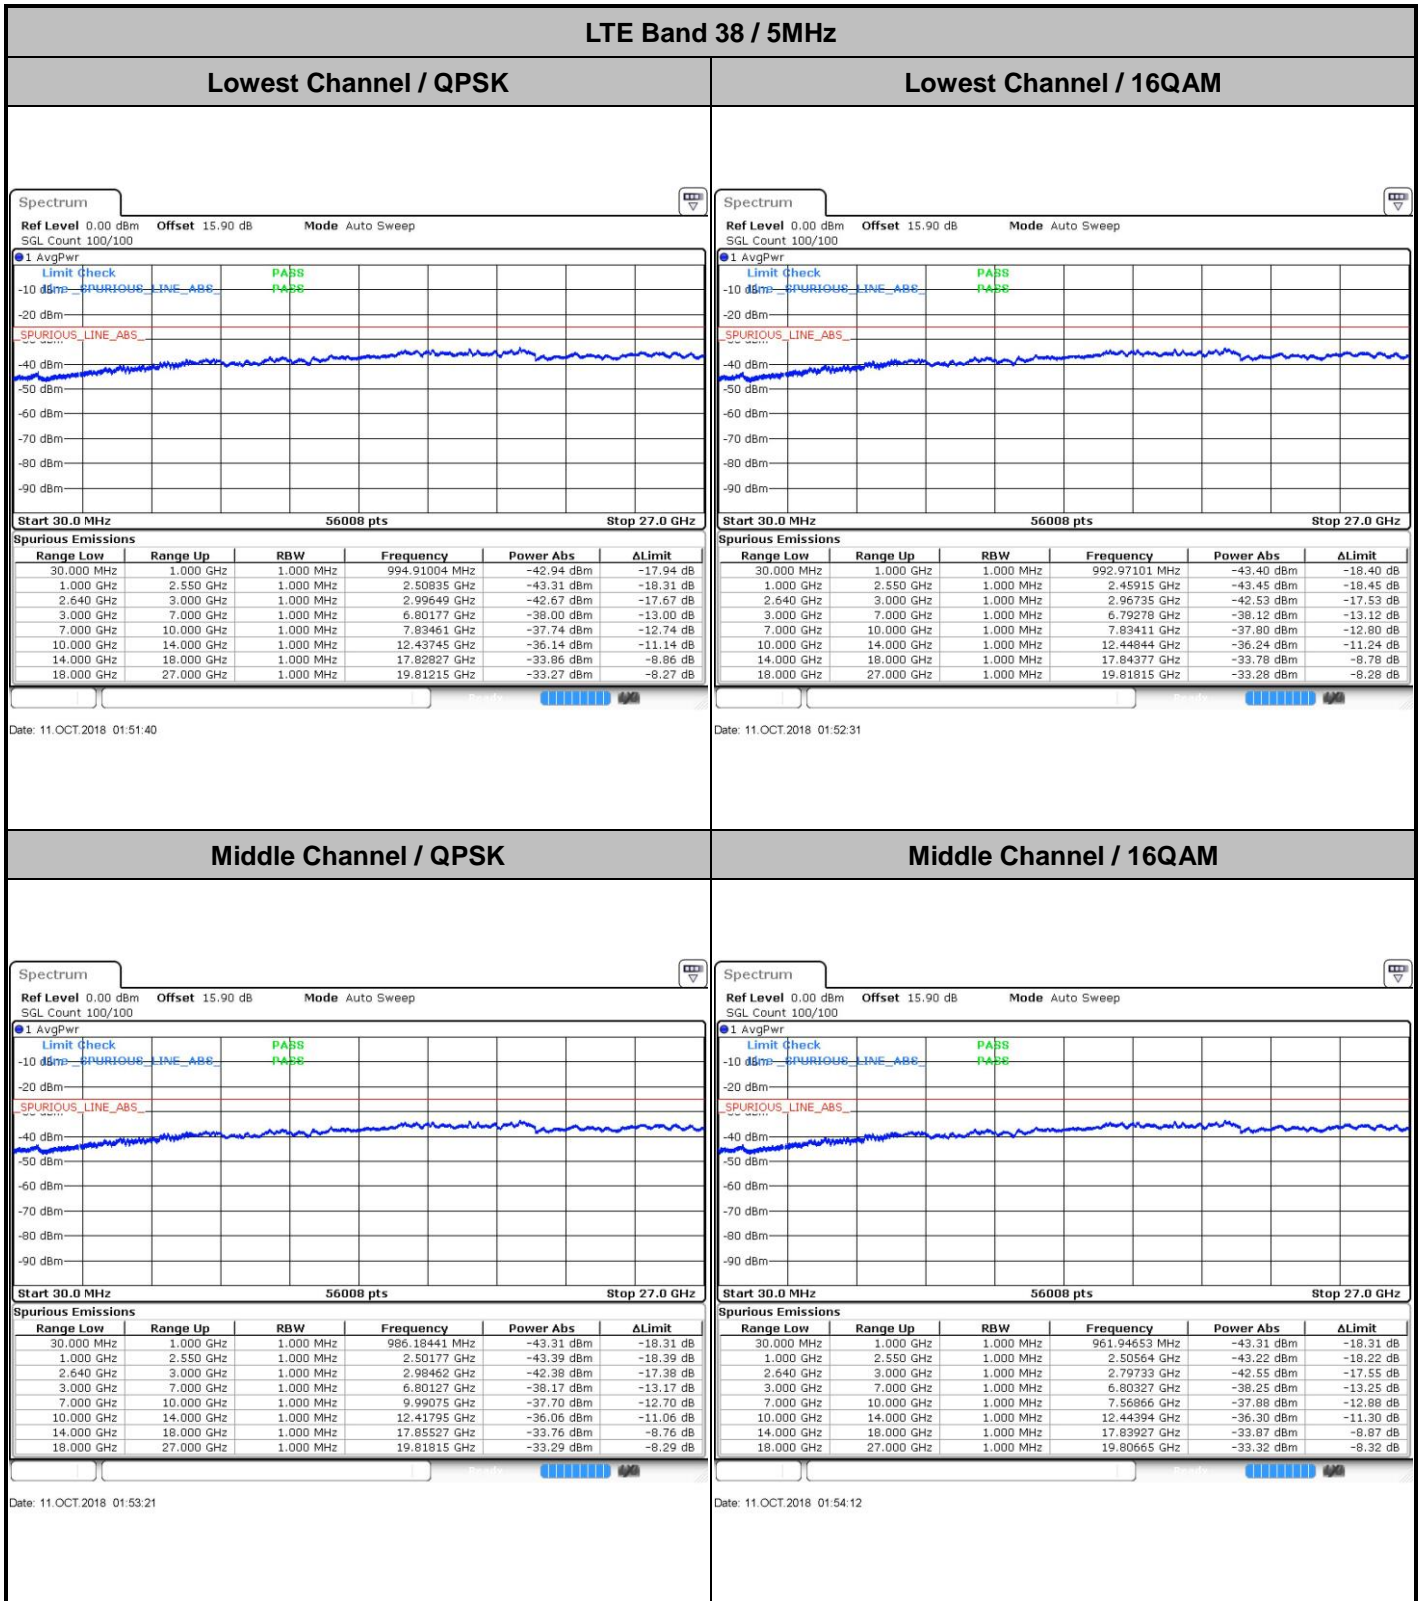 LTE Band 38 / 5MHz
Lowest Channel / QPSK
Lowest Channel / 16QAM
Spectrum
Ref Level 0.00 dBm Offset 15.90 dB Mode Auto Sweep
SGL Count 100/100
1 AvgPwr
Limit Check PASS
-10 dBm Line _SPURIOUS_LINE_ABS_ PASS
-20 dBm
_SPURIOUS_LINE_ABS_
-40 dBm
-50 dBm
-60 dBm
-70 dBm
-80 dBm
-90 dBm
Start 30.0 MHz 56008 pts Stop 27.0 GHz
Spurious Emissions
Range Low Range Up RBW Frequency Power Abs ΔLimit
30.000 MHz 1.000 GHz 1.000 MHz 994.91004 MHz -42.94 dBm -17.94 dB
1.000 GHz 2.550 GHz 1.000 MHz 2.50835 GHz -43.31 dBm -18.31 dB
2.640 GHz 3.000 GHz 1.000 MHz 2.99649 GHz -42.67 dBm -17.67 dB
3.000 GHz 7.000 GHz 1.000 MHz 6.80177 GHz -38.00 dBm -13.00 dB
7.000 GHz 10.000 GHz 1.000 MHz 7.83461 GHz -37.74 dBm -12.74 dB
10.000 GHz 14.000 GHz 1.000 MHz 12.43745 GHz -36.14 dBm -11.14 dB
14.000 GHz 18.000 GHz 1.000 MHz 17.82827 GHz -33.86 dBm -8.86 dB
18.000 GHz 27.000 GHz 1.000 MHz 19.81215 GHz -33.27 dBm -8.27 dB
Date: 11.OCT.2018 01:51:40
Spectrum
Ref Level 0.00 dBm Offset 15.90 dB Mode Auto Sweep
SGL Count 100/100
1 AvgPwr
Limit Check PASS
-10 dBm Line _SPURIOUS_LINE_ABS_ PASS
-20 dBm
_SPURIOUS_LINE_ABS_
-40 dBm
-50 dBm
-60 dBm
-70 dBm
-80 dBm
-90 dBm
Start 30.0 MHz 56008 pts Stop 27.0 GHz
Spurious Emissions
Range Low Range Up RBW Frequency Power Abs ΔLimit
30.000 MHz 1.000 GHz 1.000 MHz 992.97101 MHz -43.40 dBm -18.40 dB
1.000 GHz 2.550 GHz 1.000 MHz 2.45915 GHz -43.45 dBm -18.45 dB
2.640 GHz 3.000 GHz 1.000 MHz 2.96735 GHz -42.53 dBm -17.53 dB
3.000 GHz 7.000 GHz 1.000 MHz 6.79278 GHz -38.12 dBm -13.12 dB
7.000 GHz 10.000 GHz 1.000 MHz 7.83411 GHz -37.80 dBm -12.80 dB
10.000 GHz 14.000 GHz 1.000 MHz 12.44844 GHz -36.24 dBm -11.24 dB
14.000 GHz 18.000 GHz 1.000 MHz 17.84377 GHz -33.78 dBm -8.78 dB
18.000 GHz 27.000 GHz 1.000 MHz 19.81815 GHz -33.28 dBm -8.28 dB
Date: 11.OCT.2018 01:52:31
Middle Channel / QPSK
Middle Channel / 16QAM
Spectrum
Ref Level 0.00 dBm Offset 15.90 dB Mode Auto Sweep
SGL Count 100/100
1 AvgPwr
Limit Check PASS
-10 dBm Line _SPURIOUS_LINE_ABS_ PASS
-20 dBm
_SPURIOUS_LINE_ABS_
-40 dBm
-50 dBm
-60 dBm
-70 dBm
-80 dBm
-90 dBm
Start 30.0 MHz 56008 pts Stop 27.0 GHz
Spurious Emissions
Range Low Range Up RBW Frequency Power Abs ΔLimit
30.000 MHz 1.000 GHz 1.000 MHz 986.18441 MHz -43.31 dBm -18.31 dB
1.000 GHz 2.550 GHz 1.000 MHz 2.50177 GHz -43.39 dBm -18.39 dB
2.640 GHz 3.000 GHz 1.000 MHz 2.98462 GHz -42.38 dBm -17.38 dB
3.000 GHz 7.000 GHz 1.000 MHz 6.80127 GHz -38.17 dBm -13.17 dB
7.000 GHz 10.000 GHz 1.000 MHz 9.99075 GHz -37.70 dBm -12.70 dB
10.000 GHz 14.000 GHz 1.000 MHz 12.41795 GHz -36.06 dBm -11.06 dB
14.000 GHz 18.000 GHz 1.000 MHz 17.85527 GHz -33.76 dBm -8.76 dB
18.000 GHz 27.000 GHz 1.000 MHz 19.81815 GHz -33.29 dBm -8.29 dB
Date: 11.OCT.2018 01:53:21
Spectrum
Ref Level 0.00 dBm Offset 15.90 dB Mode Auto Sweep
SGL Count 100/100
1 AvgPwr
Limit Check PASS
-10 dBm Line _SPURIOUS_LINE_ABS_ PASS
-20 dBm
_SPURIOUS_LINE_ABS_
-40 dBm
-50 dBm
-60 dBm
-70 dBm
-80 dBm
-90 dBm
Start 30.0 MHz 56008 pts Stop 27.0 GHz
Spurious Emissions
Range Low Range Up RBW Frequency Power Abs ΔLimit
30.000 MHz 1.000 GHz 1.000 MHz 961.94653 MHz -43.31 dBm -18.31 dB
1.000 GHz 2.550 GHz 1.000 MHz 2.50564 GHz -43.22 dBm -18.22 dB
2.640 GHz 3.000 GHz 1.000 MHz 2.79733 GHz -42.55 dBm -17.55 dB
3.000 GHz 7.000 GHz 1.000 MHz 6.80327 GHz -38.25 dBm -13.25 dB
7.000 GHz 10.000 GHz 1.000 MHz 7.56866 GHz -37.88 dBm -12.88 dB
10.000 GHz 14.000 GHz 1.000 MHz 12.44394 GHz -36.30 dBm -11.30 dB
14.000 GHz 18.000 GHz 1.000 MHz 17.83927 GHz -33.87 dBm -8.87 dB
18.000 GHz 27.000 GHz 1.000 MHz 19.80665 GHz -33.32 dBm -8.32 dB
Date: 11.OCT.2018 01:54:12